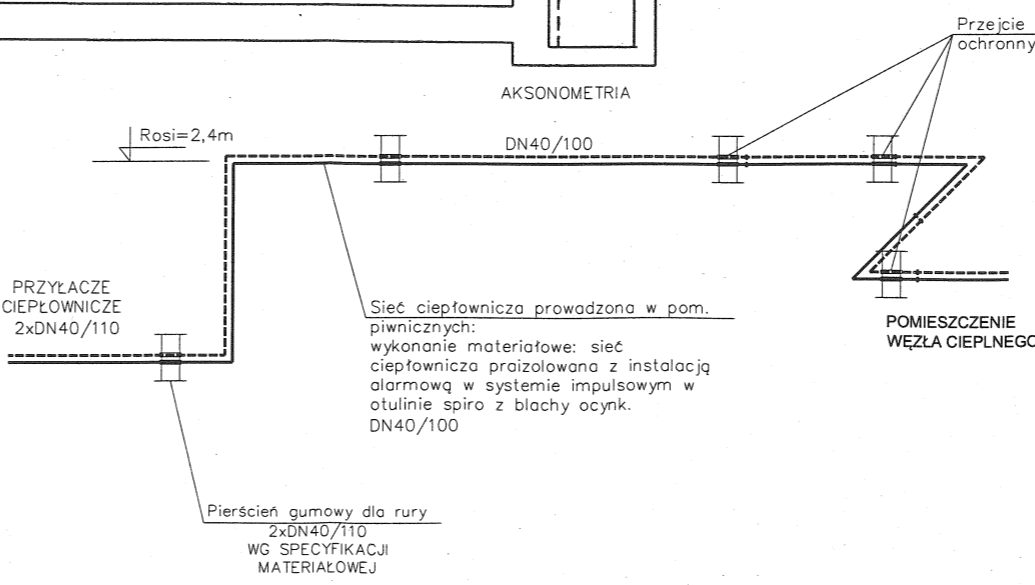 Przejcie
ochronny
AKSONOMETRIA
Rosi=2,4m
DN40/100
PRZYŁACZE
CIEPŁOWNICZE
2xDN40/110
Sieć ciepłownicza prowadzona w pom.
piwnicznych:
wykonanie materiałowe: sieć
ciepłownicza praizolowana z instalacją
alarmową w systemie impulsowym w
otulinie spiro z blachy ocynk.
DN40/100
POMIESZCZENIE
WĘZŁA CIEPLNEGO
Pierścień gumowy dla rury
2xDN40/110
WG SPECYFIKACJI
MATERIAŁOWEJ